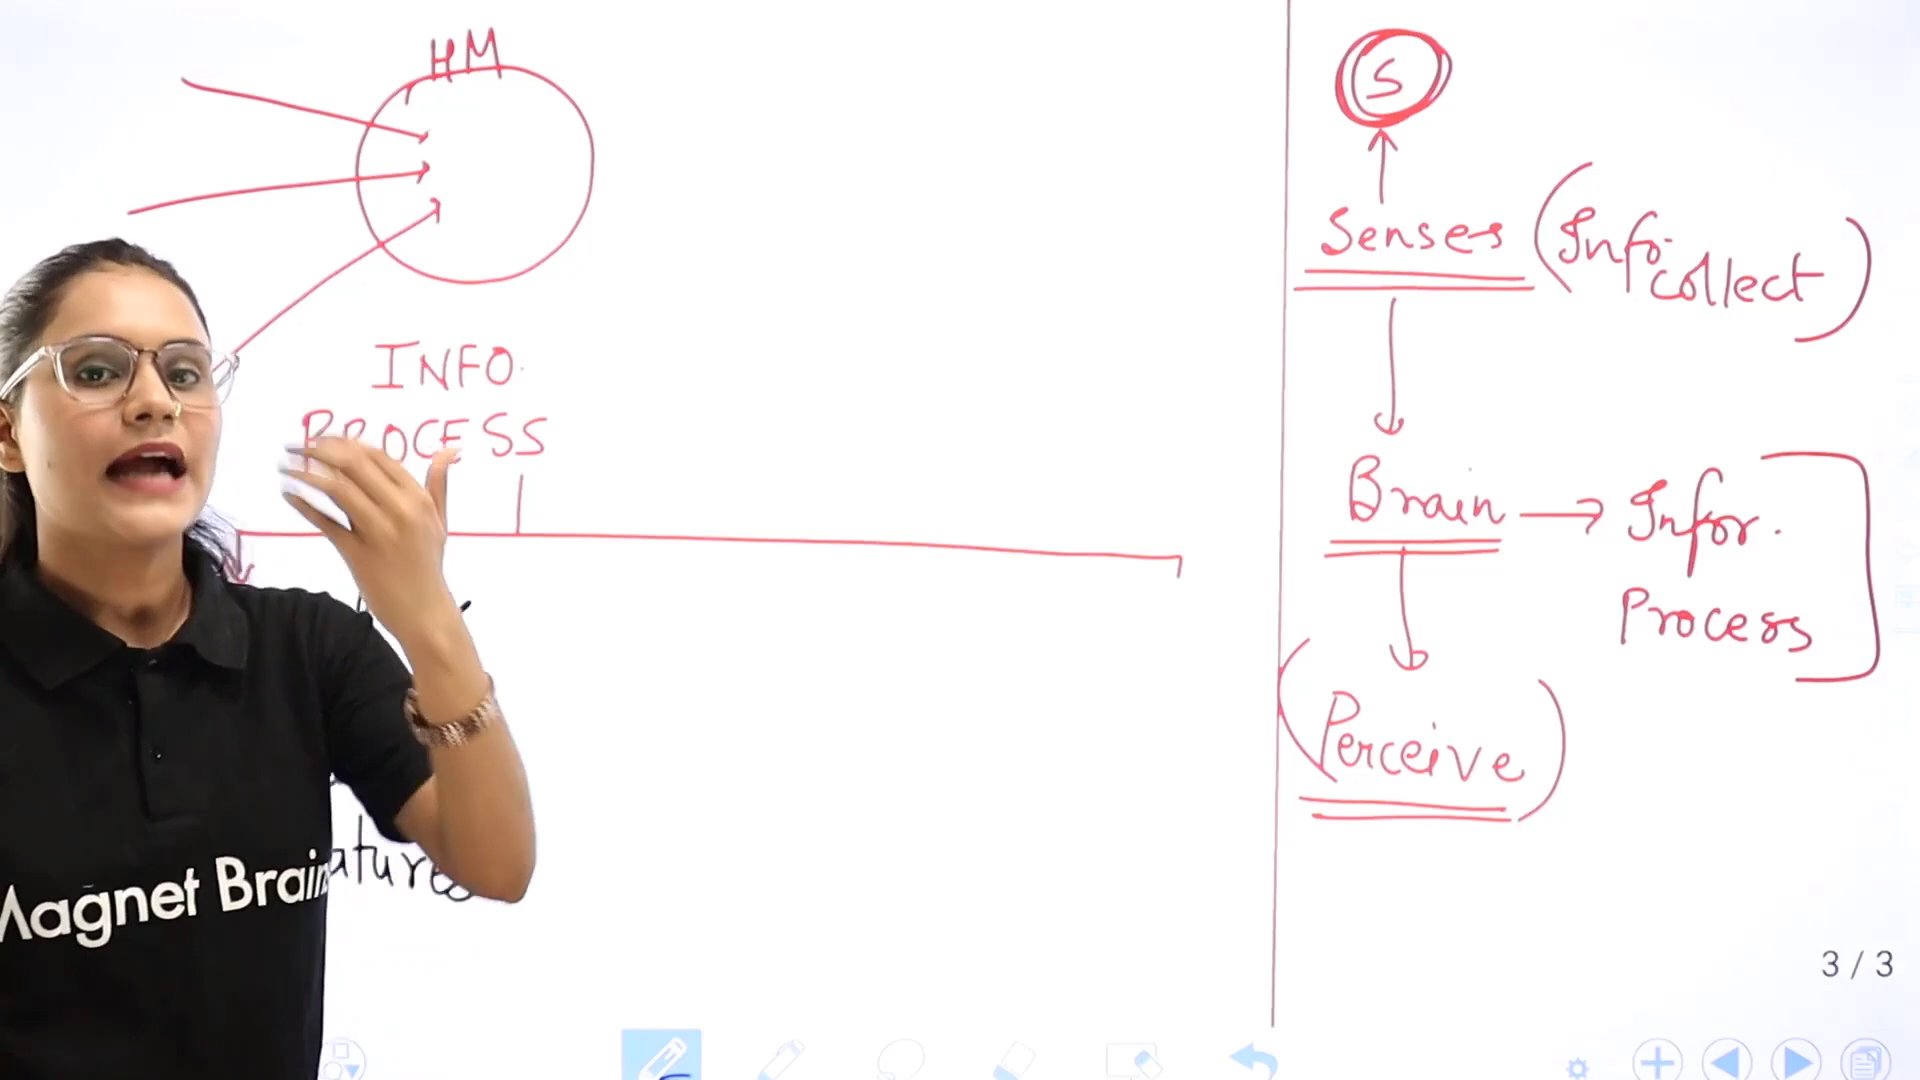 HM
INFO.
PROCESS
S
Senses (Info. collect)
Brain → Infor.
Process
(Perceive)
Magnet Brain
3 / 3